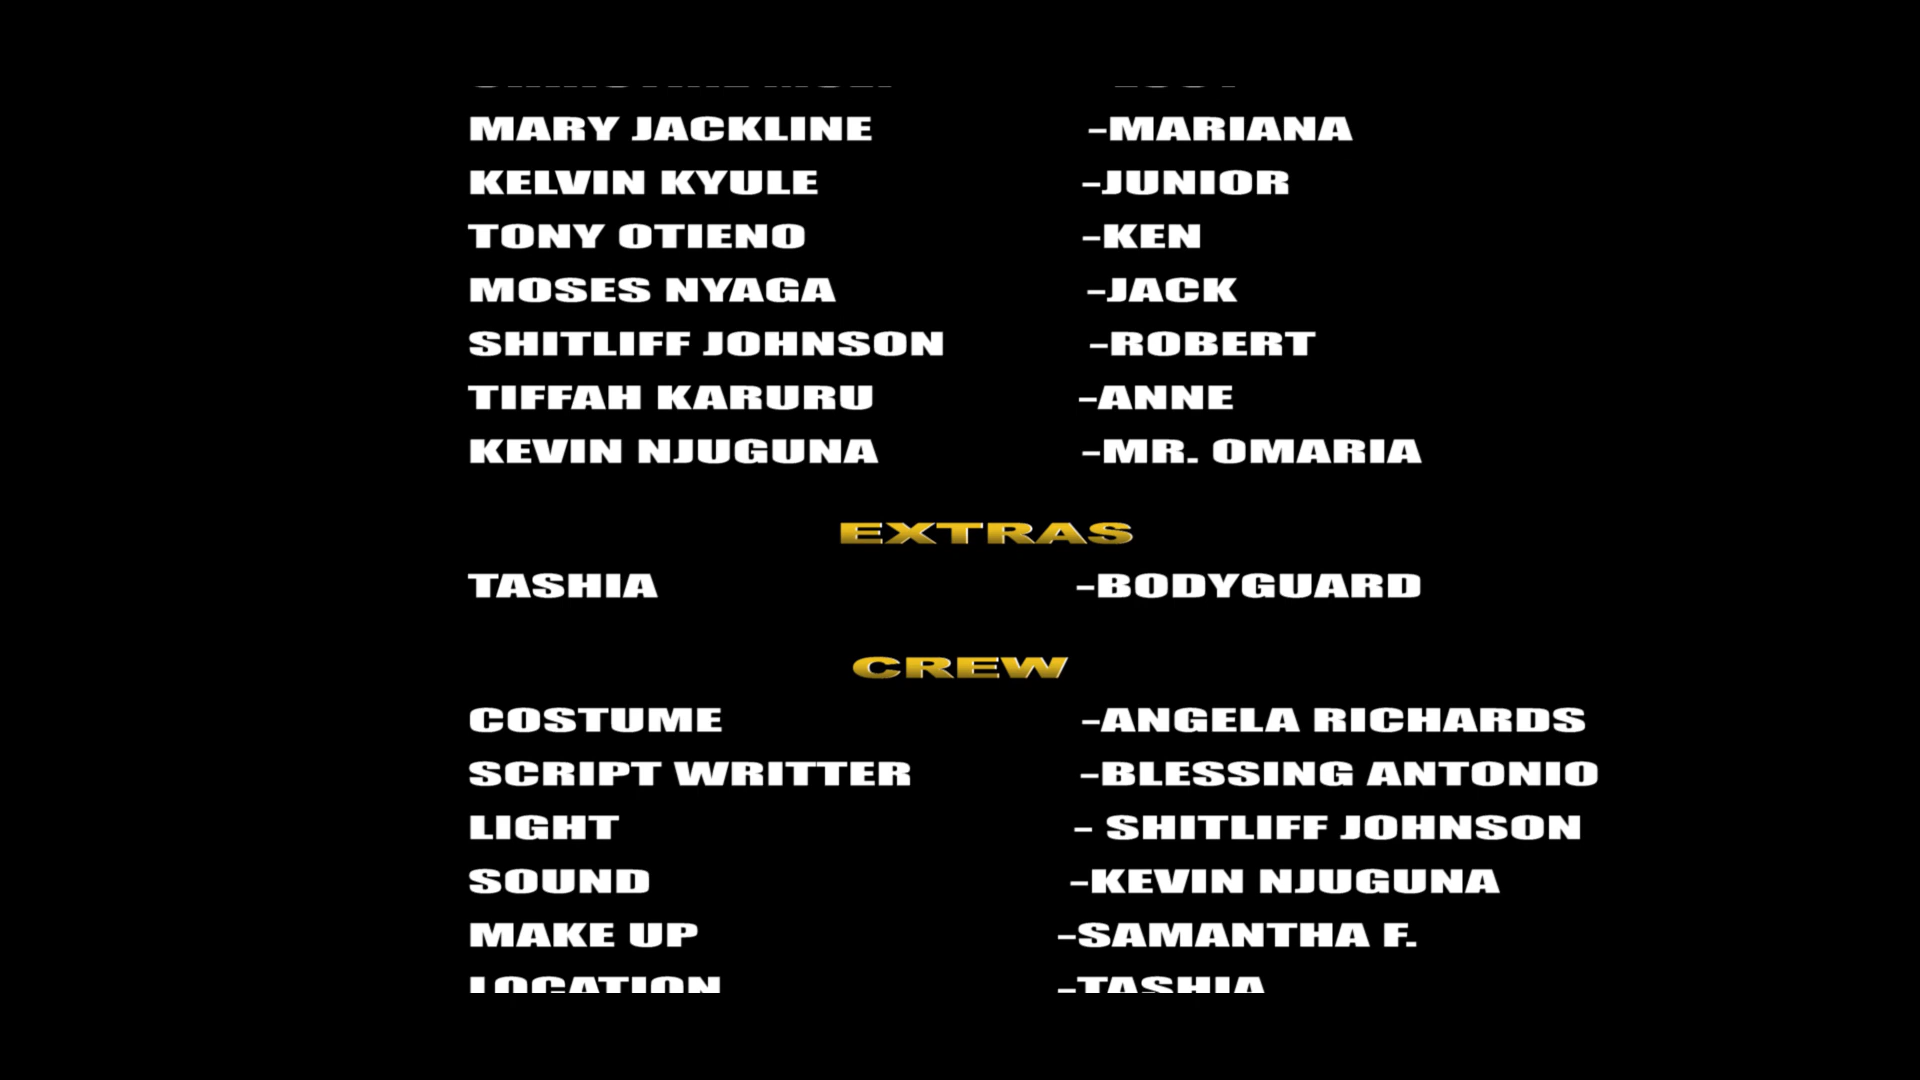 MARY JACKLINE -MARIANA
KELVIN KYULE -JUNIOR
TONY OTIENO -KEN
MOSES NYAGA -JACK
SHITLIFF JOHNSON -ROBERT
TIFFAH KARURU -ANNE
KEVIN NJUGUNA -MR. OMARIA
EXTRAS
TASHIA -BODYGUARD
CREW
COSTUME -ANGELA RICHARDS
SCRIPT WRITTER -BLESSING ANTONIO
LIGHT - SHITLIFF JOHNSON
SOUND -KEVIN NJUGUNA
MAKE UP -SAMANTHA F.
LOCATION -TASHIA